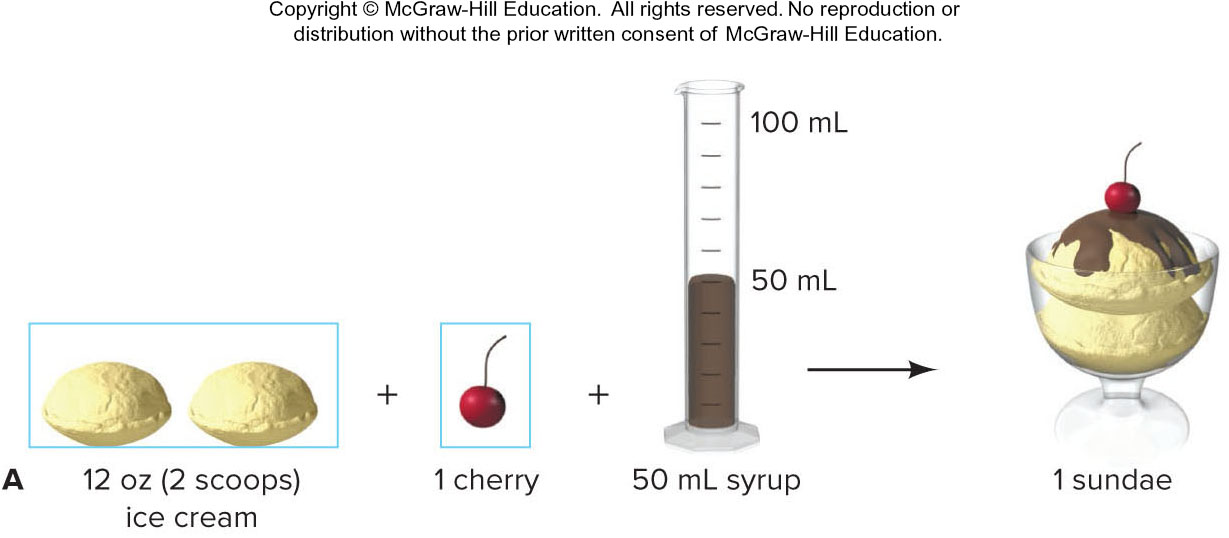 Copyright © McGraw-Hill Education. All rights reserved. No reproduction or
distribution without the prior written consent of McGraw-Hill Education.
100 mL
50 mL
+
+
A 12 oz (2 scoops) 1 cherry 50 mL syrup 1 sundae
ice cream